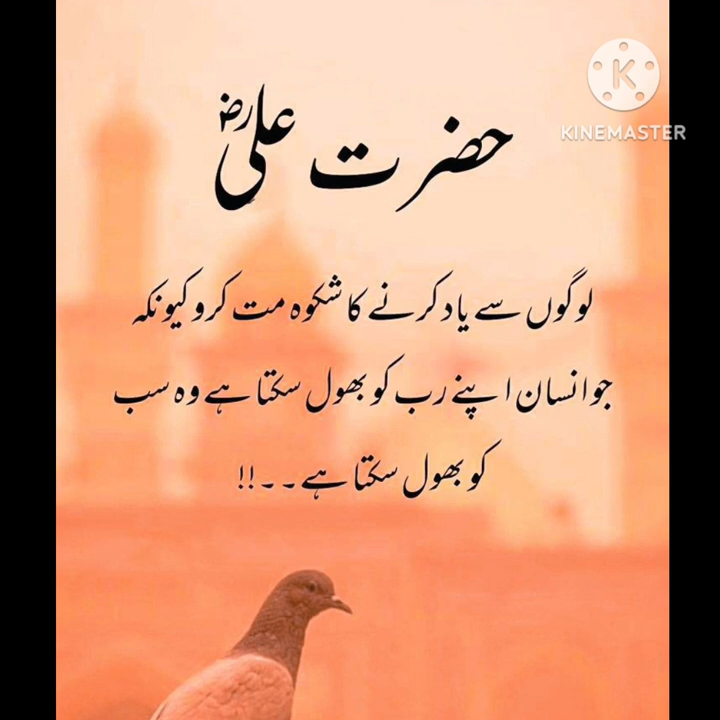 حضرت علیؓ
KINEMASTER
لوگوں سے یاد کرنے کا شکوہ مت کرو کیونکہ
جو انسان اپنے رب کو بھول سکتا ہے وہ سب
کو بھول سکتا ہے۔۔!!